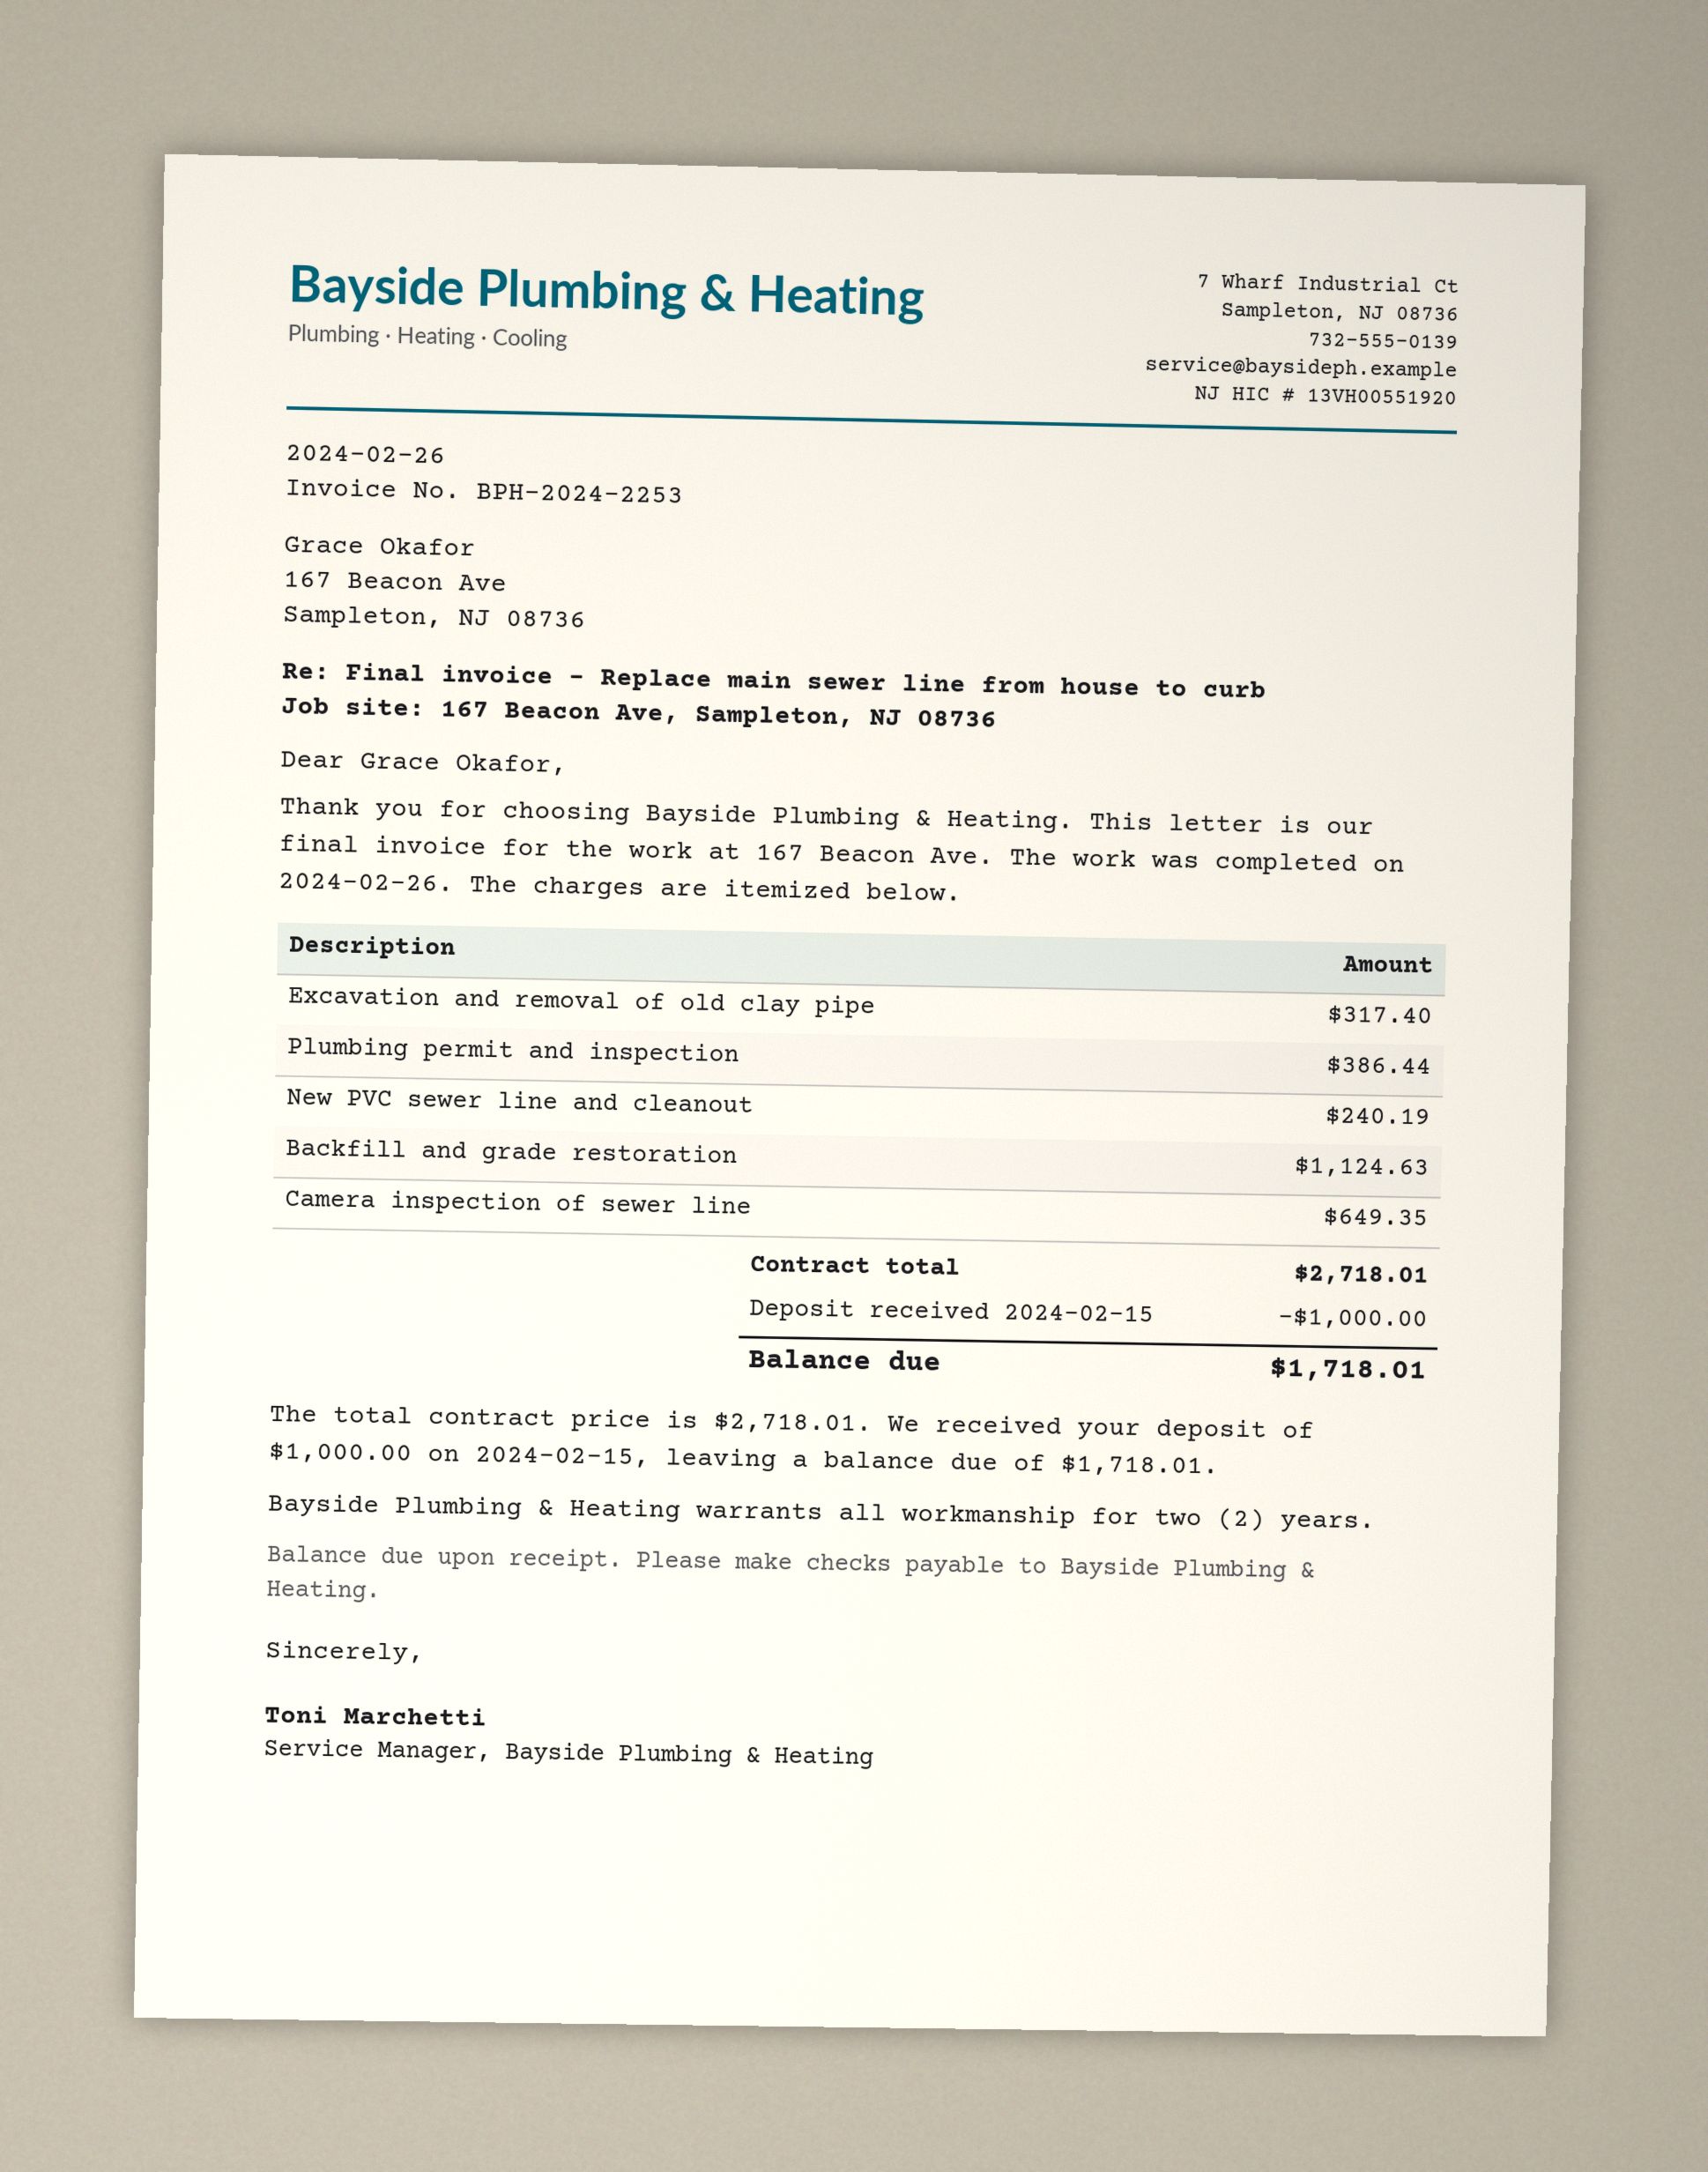 Bayside Plumbing & Heating
Plumbing · Heating · Cooling
7 Wharf Industrial Ct
Sampleton, NJ 08736
732-555-0139
service@baysideph.example
NJ HIC # 13VH00551920
2024-02-26
Invoice No. BPH-2024-2253
Grace Okafor
167 Beacon Ave
Sampleton, NJ 08736
Re: Final invoice – Replace main sewer line from house to curb
Job site: 167 Beacon Ave, Sampleton, NJ 08736
Dear Grace Okafor,
Thank you for choosing Bayside Plumbing & Heating. This letter is our
final invoice for the work at 167 Beacon Ave. The work was completed on
2024-02-26. The charges are itemized below.
Description Amount
Excavation and removal of old clay pipe $317.40
Plumbing permit and inspection $386.44
New PVC sewer line and cleanout $240.19
Backfill and grade restoration $1,124.63
Camera inspection of sewer line $649.35
Contract total $2,718.01
Deposit received 2024-02-15 −$1,000.00
Balance due $1,718.01
The total contract price is $2,718.01. We received your deposit of
$1,000.00 on 2024-02-15, leaving a balance due of $1,718.01.
Bayside Plumbing & Heating warrants all workmanship for two (2) years.
Balance due upon receipt. Please make checks payable to Bayside Plumbing &
Heating.
Sincerely,
Toni Marchetti
Service Manager, Bayside Plumbing & Heating